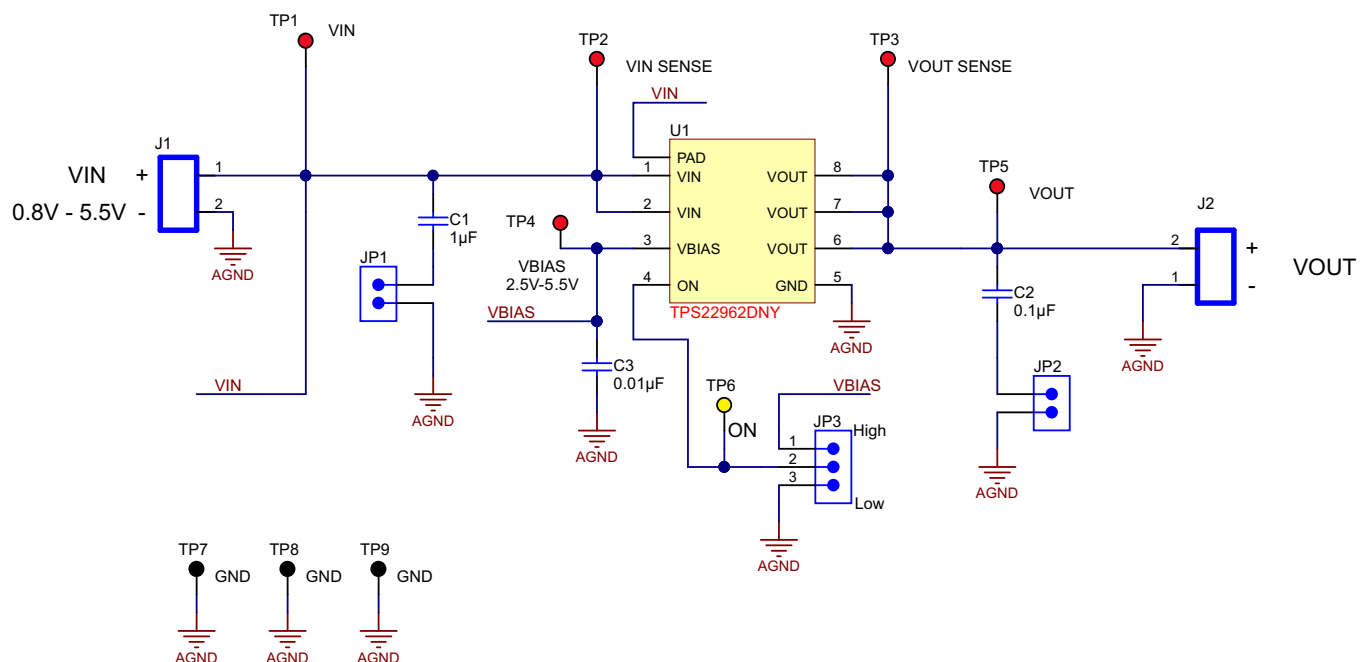 TP1
VIN
TP2
VIN SENSE
TP3
VOUT SENSE
VIN
U1
J1
VIN +
0.8V - 5.5V -
1
2
AGND
C1
1µF
JP1
AGND
VIN
TP4
VBIAS
2.5V-5.5V
VBIAS
C3
0.01µF
AGND
PAD
1 VIN VOUT 8
2 VIN VOUT 7
3 VBIAS VOUT 6
4 ON GND 5
TPS22962DNY
AGND
TP5
VOUT
J2
2
1
+
-
VOUT
AGND
C2
0.1µF
JP2
AGND
TP6
ON
VBIAS
JP3
High
1
2
3
Low
AGND
TP7
GND
AGND
TP8
GND
AGND
TP9
GND
AGND